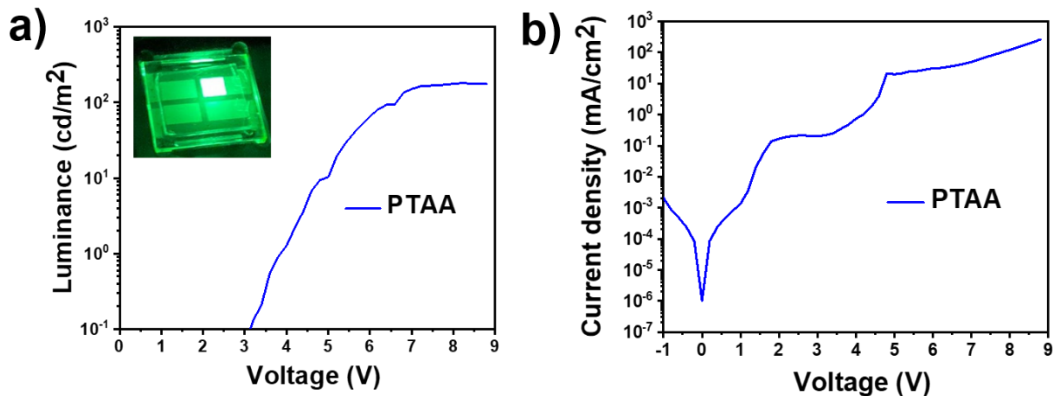 a)
Luminance (cd/m²)
10³
10²
10¹
10⁰
10⁻¹
PTAA
0 1 2 3 4 5 6 7 8 9
Voltage (V)
b)
Current density (mA/cm²)
10³
10²
10¹
10⁰
10⁻¹
10⁻²
10⁻³
10⁻⁴
10⁻⁵
10⁻⁶
10⁻⁷
PTAA
-1 0 1 2 3 4 5 6 7 8 9
Voltage (V)